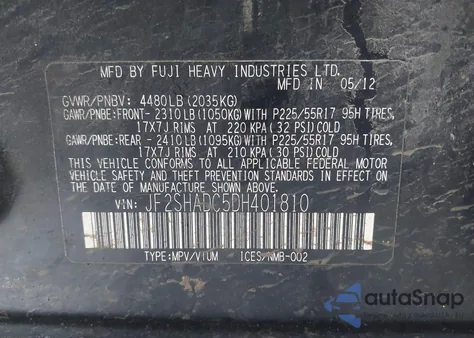 MFD BY FUJI HEAVY INDUSTRIES LTD.
MFD IN 05/12
GVWR/PNBV: 4480LB(2035KG)
GAWR/PNBE:FRONT- 2310LB(1050KG) P225/55R17 95H TIRES,
17X7J RIMS AT 220 KPA(32 PSI)COLD
GAWR/PNBE:REAR - 2410LB(1095KG) P225/55R17 95H TIRES,
17X7J RIMS AT 210 KPA(30 PSI)COLD
THIS VEHICLE CONFORMS TO ALL APPLICABLE FEDERAL MOTOR
VEHICLE SAFETY AND THEFT PREVENTION STANDARDS IN EFFECT
ON THE DATE OF MANUFACTURE SHOWN ABOVE.
VIN: JF2SHADC5DH401810
TYPE:MPV/VTUM ICES/NMB-002
autoSnap